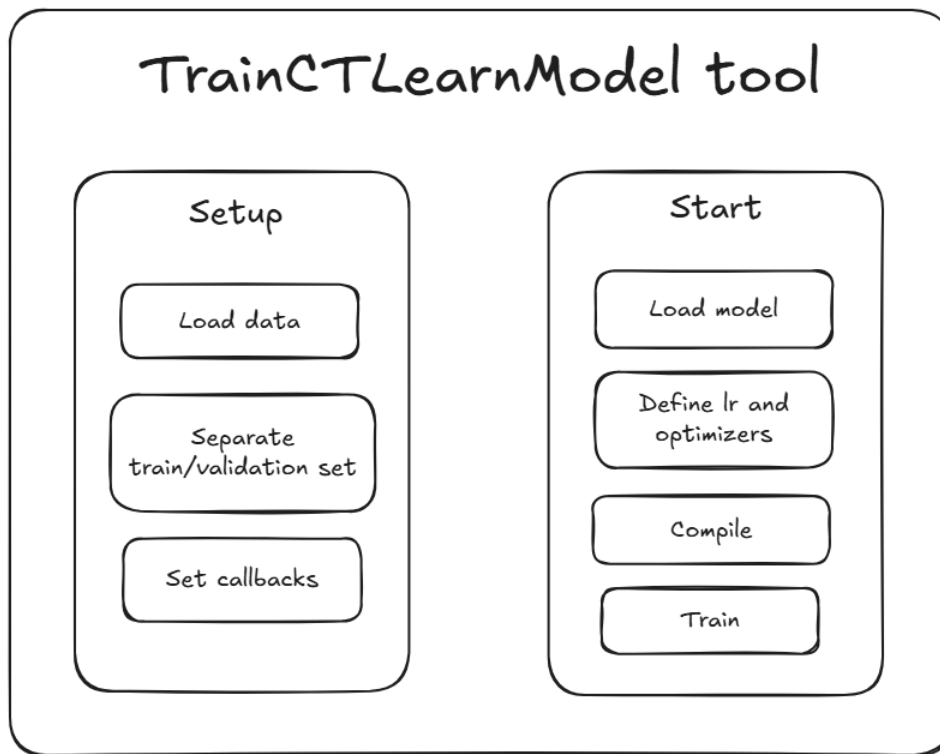 TrainCTLearnModel tool
Setup
Load data
Separate
train/validation set
Set callbacks
Start
Load model
Define lr and
optimizers
Compile
Train